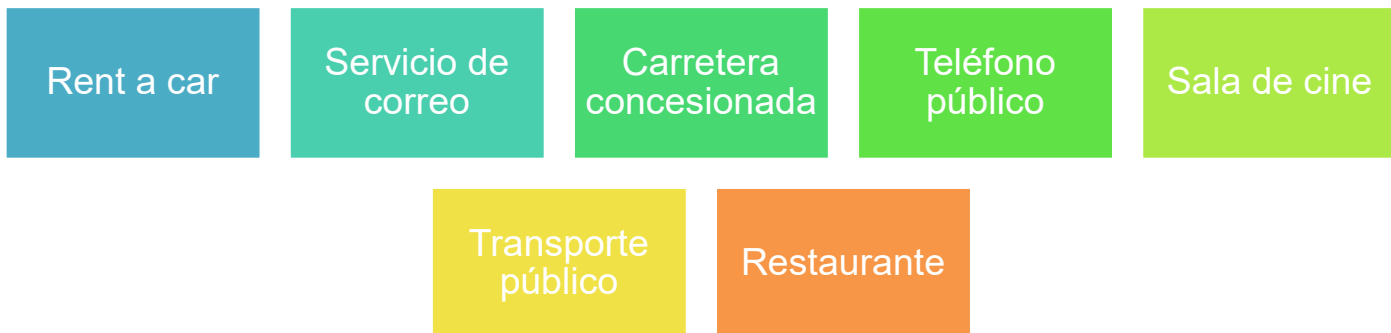 Rent a car
Servicio de
correo
Carretera
concesionada
Teléfono
público
Sala de cine
Transporte
público
Restaurante